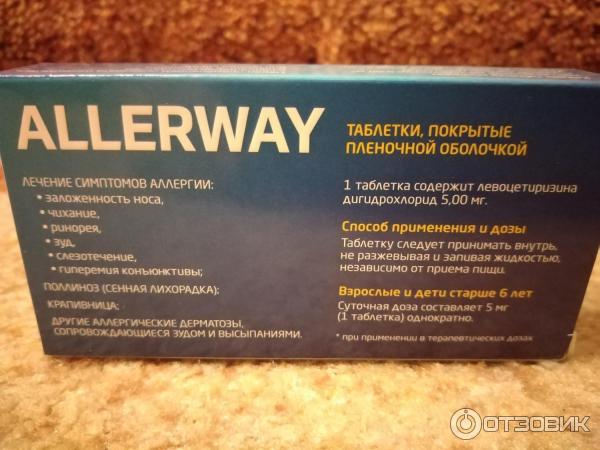 ALLERWAY
ТАБЛЕТКИ, ПОКРЫТЫЕ
ПЛЕНОЧНОЙ ОБОЛОЧКОЙ
ЛЕЧЕНИЕ СИМПТОМОВ АЛЛЕРГИИ:
• заложенность носа,
• чихание,
• ринорея,
• зуд,
• слезотечение,
• гиперемия конъюнктивы;
ПОЛЛИНОЗ (СЕННАЯ ЛИХОРАДКА);
КРАПИВНИЦА;
ДРУГИЕ АЛЛЕРГИЧЕСКИЕ ДЕРМАТОЗЫ,
СОПРОВОЖДАЮЩИЕСЯ ЗУДОМ И ВЫСЫПАНИЯМИ.
1 таблетка содержит левоцетиризина
дигидрохлорид 5,00 мг.
Способ применения и дозы
Таблетку следует принимать внутрь,
не разжевывая и запивая жидкостью,
независимо от приема пищи.
Взрослые и дети старше 6 лет
Суточная доза составляет 5 мг
(1 таблетка) однократно.
* при применении в терапевтических дозах
ОТЗОВИК